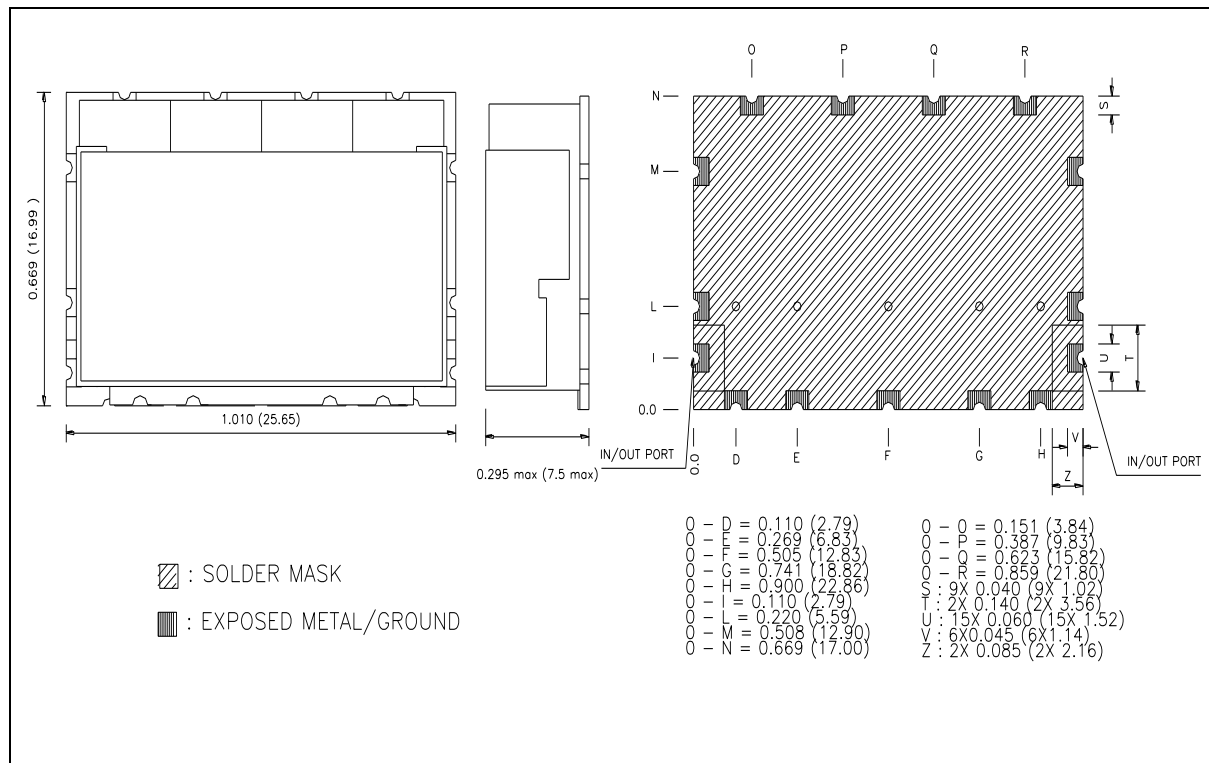 O P Q R
N
S
M
0.669 (16.99 )
L
I
U
T
0.0
1.010 (25.65)
0.295 max (7.5 max)
IN/OUT PORT
0.0
D E F G H
V
Z
IN/OUT PORT
0 - D = 0.110 (2.79)
0 - E = 0.269 (6.83)
0 - F = 0.505 (12.83)
0 - G = 0.741 (18.82)
0 - H = 0.900 (22.86)
0 - I = 0.110 (2.79)
0 - L = 0.220 (5.59)
0 - M = 0.508 (12.90)
0 - N = 0.669 (17.00)
0 - O = 0.151 (3.84)
0 - P = 0.387 (9.83)
0 - Q = 0.623 (15.82)
0 - R = 0.859 (21.80)
S : 9X 0.040 (9X 1.02)
T : 2X 0.140 (2X 3.56)
U : 15X 0.060 (15X 1.52)
V : 6X0.045 (6X1.14)
Z : 2X 0.085 (2X 2.16)
: SOLDER MASK
: EXPOSED METAL/GROUND